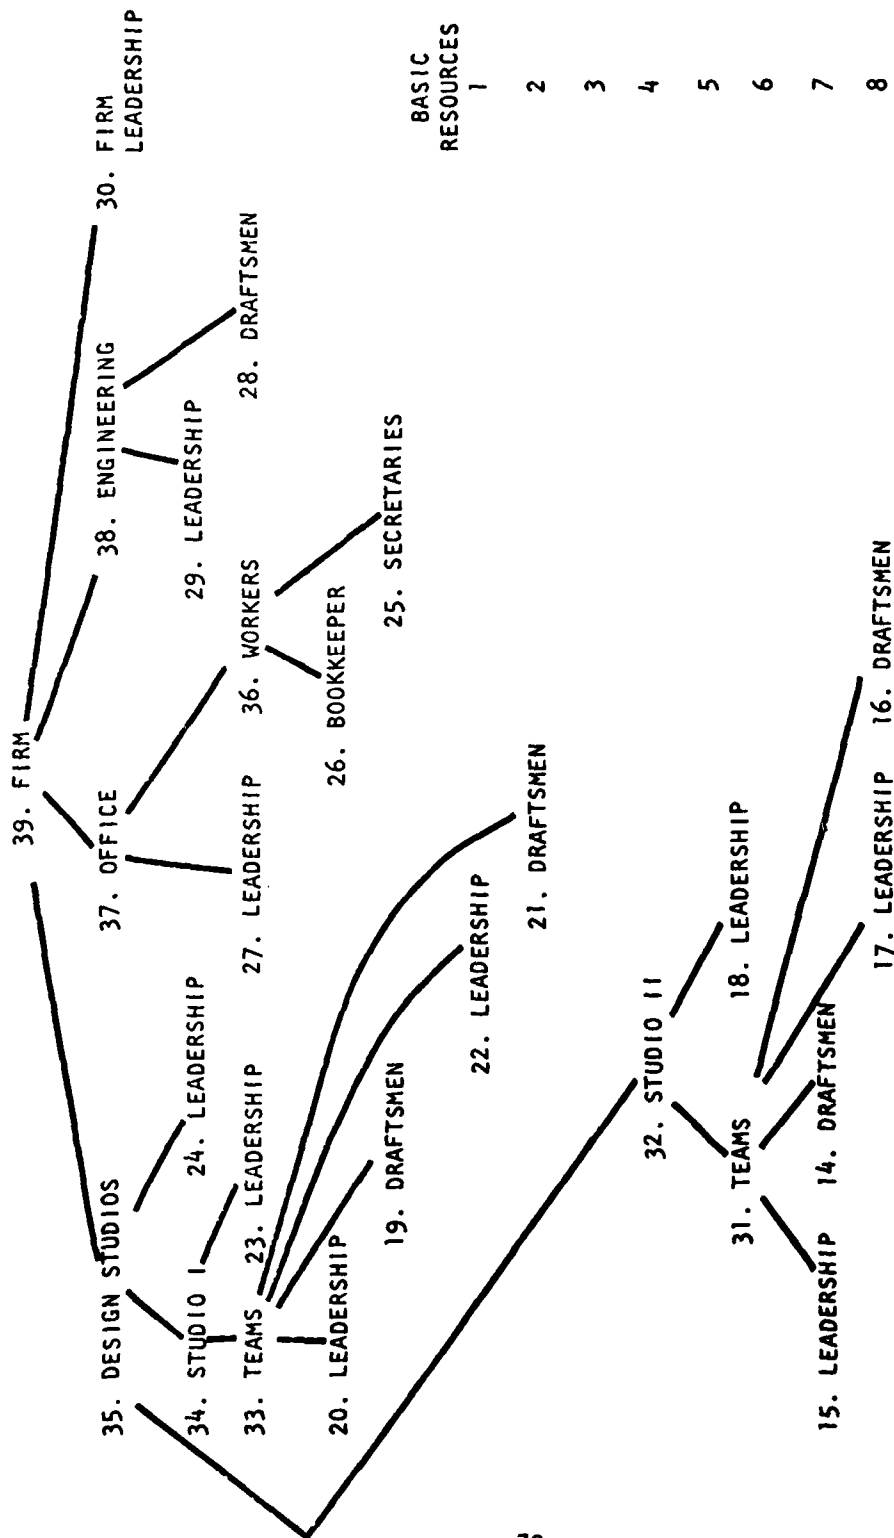 39. FIRM
35. DESIGN STUDIOS
37. OFFICE
38. ENGINEERING
30. FIRM
LEADERSHIP
34. STUDIO I
24. LEADERSHIP
29. LEADERSHIP
33. TEAMS
23. LEADERSHIP
27. LEADERSHIP
36. WORKERS
28. DRAFTSMEN
20. LEADERSHIP
26. BOOKKEEPER
19. DRAFTSMEN
25. SECRETARIES
22. LEADERSHIP
21. DRAFTSMEN
BASIC
RESOURCES
1
2
3
4
5
6
7
8
32. STUDIO II
18. LEADERSHIP
31. TEAMS
15. LEADERSHIP
14. DRAFTSMEN
17. LEADERSHIP
16. DRAFTSMEN